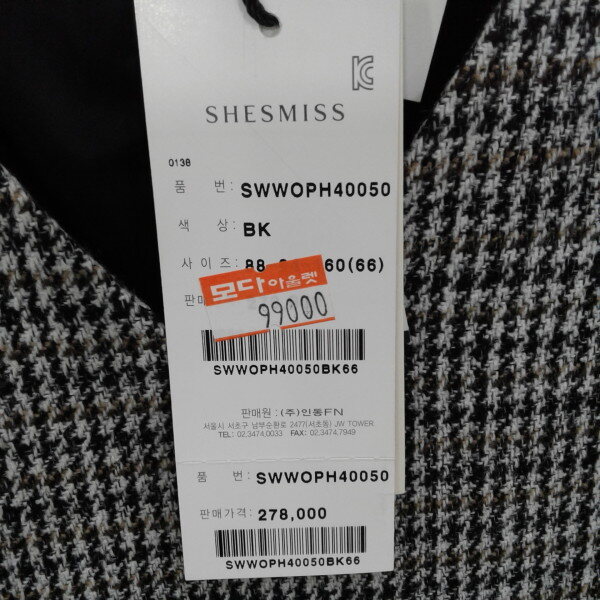 SHESMISS
0138
품 번: SWWOPH40050
색 상: BK
사 이 즈: 88- 60(66)
판매
모다아울렛
99000
SWWOPH40050BK66
판매원 : (주)인동FN
서울시 서초구 남부순환로 2477(서초동) JW TOWER
TEL: 02.3474.0033 FAX: 02.3474.7949
품 번: SWWOPH40050
판매가격: 278,000
SWWOPH40050BK66